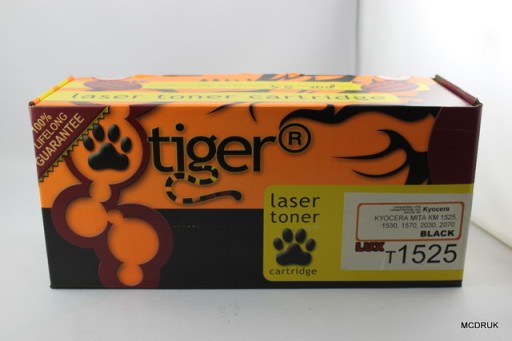 laser toner cartridge
100%
LIFELONG
GUARANTEE
tiger®
laser
toner
cartridge
Kyocera
KYOCERA MITA KM 1525,
1530, 1570, 2030, 2070
BLACK
LUX T1525
MCDRUK